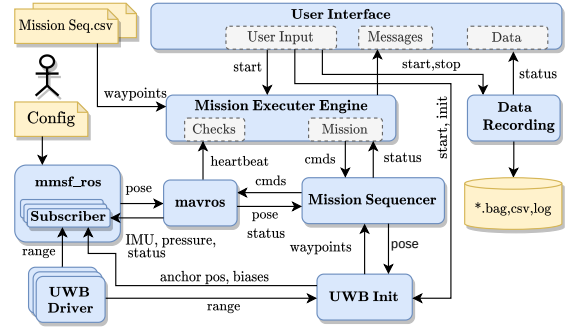 Mission Seq.csv
User Interface
User Input
Messages
Data
start
start,stop
status
waypoints
Mission Executer Engine
Checks
Mission
start, init
Data
Recording
Config
heartbeat
cmds
status
mmsf_ros
Subscriber
pose
mavros
cmds
pose
status
Mission Sequencer
*.bag,csv,log
IMU, pressure,
status
range
waypoints
pose
anchor pos, biases
UWB
Driver
range
UWB Init